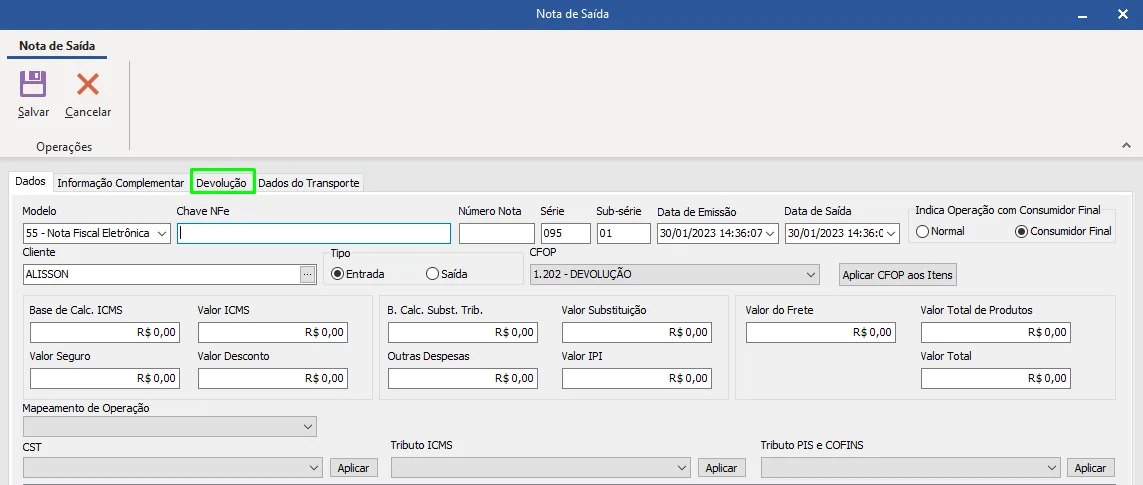 Nota de Saída
Nota de Saída
Salvar Cancelar
Operações
Dados Informação Complementar Devolução Dados do Transporte
Modelo Chave NFe Número Nota Série Sub-série Data de Emissão Data de Saída Indica Operação com Consumidor Final
55 - Nota Fiscal Eletrônica 095 01 30/01/2023 14:36:07 30/01/2023 14:36:0 Normal Consumidor Final
Cliente Tipo CFOP
ALISSON ... Entrada Saída 1.202 - DEVOLUÇÃO Aplicar CFOP aos Itens
Base de Calc. ICMS Valor ICMS B. Calc. Subst. Trib. Valor Substituição Valor do Frete Valor Total de Produtos
R$ 0,00 R$ 0,00 R$ 0,00 R$ 0,00 R$ 0,00 R$ 0,00
Valor Seguro Valor Desconto Outras Despesas Valor IPI Valor Total
R$ 0,00 R$ 0,00 R$ 0,00 R$ 0,00 R$ 0,00
Mapeamento de Operação
CST Tributo ICMS Tributo PIS e COFINS
Aplicar Aplicar Aplicar